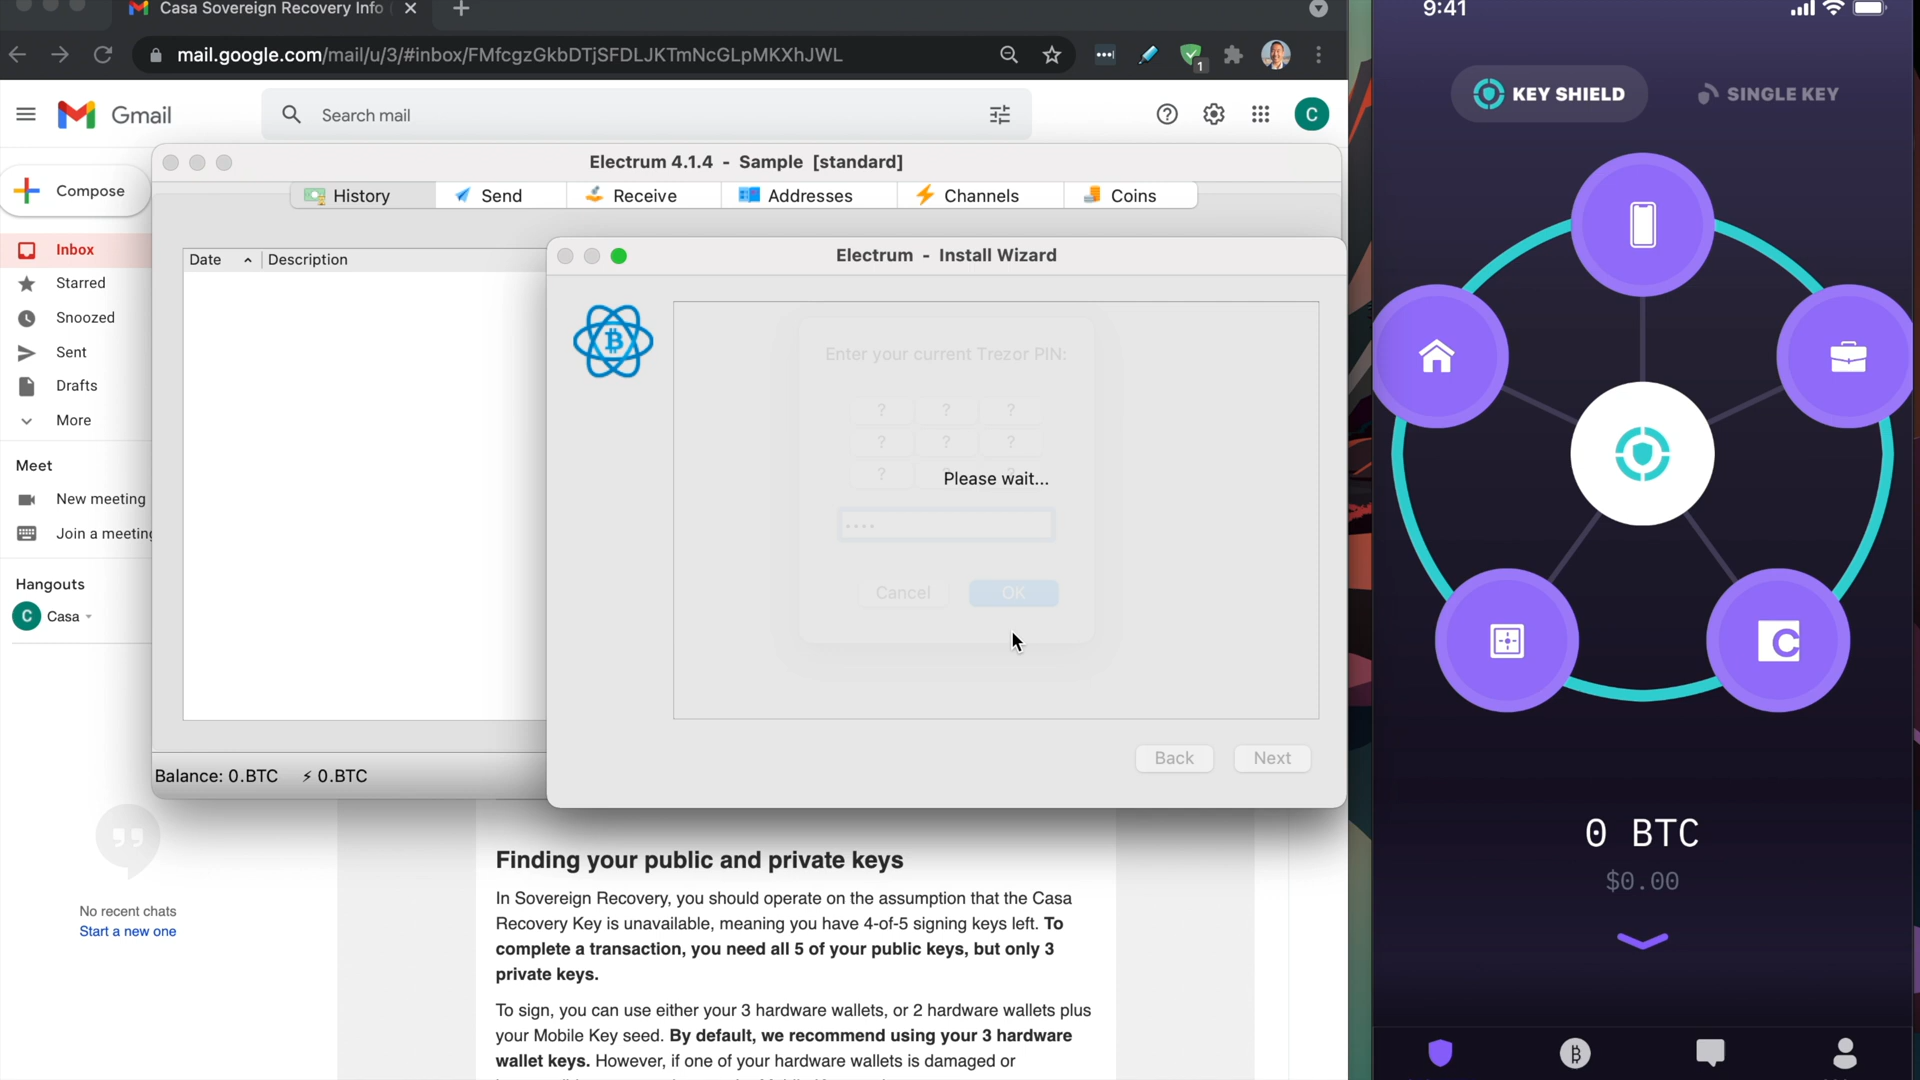 Casa Sovereign Recovery Info
mail.google.com/mail/u/3/#inbox/FMfcgzGkbDTjSFDLJKTmNcGLpMKXhJWL
1
Gmail
Search mail
C
Compose
Inbox
Starred
Snoozed
Sent
Drafts
More
Meet
New meeting
Join a meeting
Hangouts
C Casa
No recent chats
Start a new one
Electrum 4.1.4 - Sample [standard]
History Send Receive Addresses Channels Coins
Date Description
Balance: 0.BTC ⚡ 0.BTC
Electrum - Install Wizard
Enter your current Trezor PIN:
? ? ?
? ? ?
? ? ?
Please wait...
Cancel OK
Back Next
Finding your public and private keys
In Sovereign Recovery, you should operate on the assumption that the Casa
Recovery Key is unavailable, meaning you have 4-of-5 signing keys left. To
complete a transaction, you need all 5 of your public keys, but only 3
private keys.
To sign, you can use either your 3 hardware wallets, or 2 hardware wallets plus
your Mobile Key seed. By default, we recommend using your 3 hardware
wallet keys. However, if one of your hardware wallets is damaged or
9:41
KEY SHIELD SINGLE KEY
C
0 BTC
$0.00